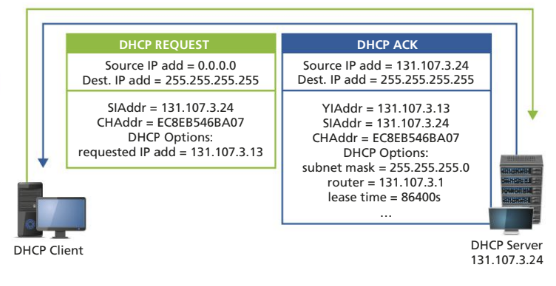 DHCP REQUEST
Source IP add = 0.0.0.0
Dest. IP add = 255.255.255.255
SIAddr = 131.107.3.24
CHAddr = EC8EB546BA07
DHCP Options:
requested IP add = 131.107.3.13
DHCP ACK
Source IP add = 131.107.3.24
Dest. IP add = 255.255.255.255
YIAddr = 131.107.3.13
SIAddr = 131.107.3.24
CHAddr = EC8EB546BA07
DHCP Options:
subnet mask = 255.255.255.0
router = 131.107.3.1
lease time = 86400s
...
DHCP Client
DHCP Server
131.107.3.24